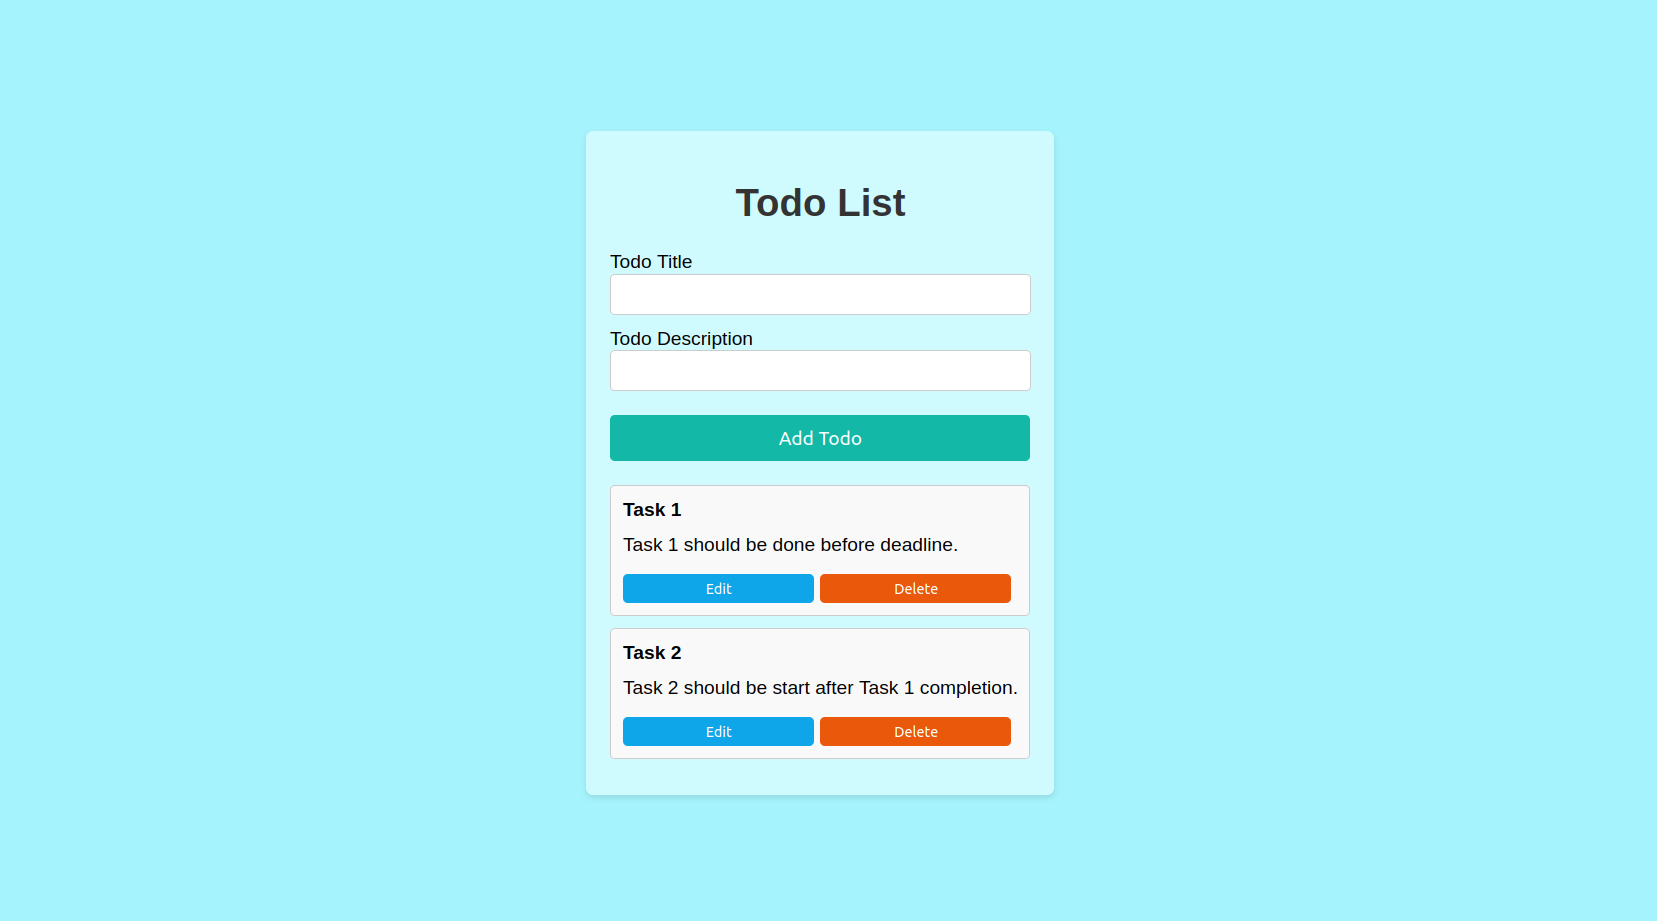 Todo List
Todo Title
Todo Description
Add Todo
Task 1
Task 1 should be done before deadline.
Edit Delete
Task 2
Task 2 should be start after Task 1 completion.
Edit Delete